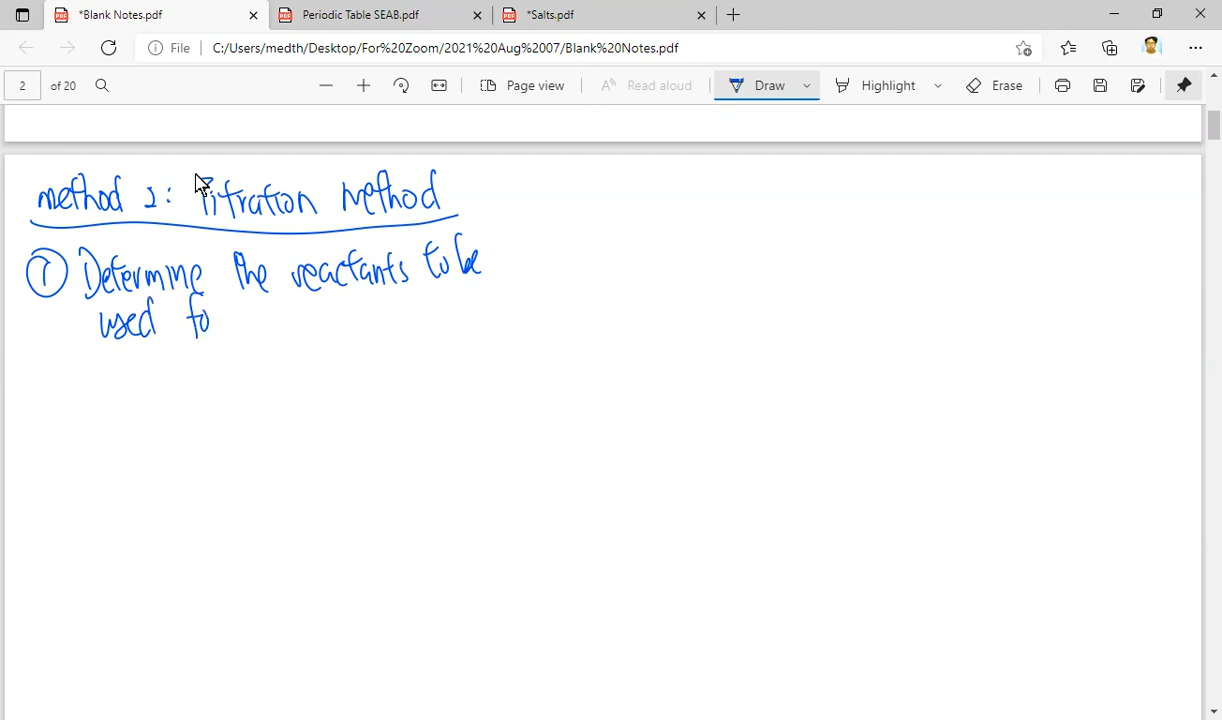 *Blank Notes.pdf
Periodic Table SEAB.pdf
*Salts.pdf
File
C:/Users/medth/Desktop/For%20Zoom/2021%20Aug%2007/Blank%20Notes.pdf
2 of 20
Page view
Read aloud
Draw
Highlight
Erase
method 2: Titration method
① Determine the reactants to be
used fo